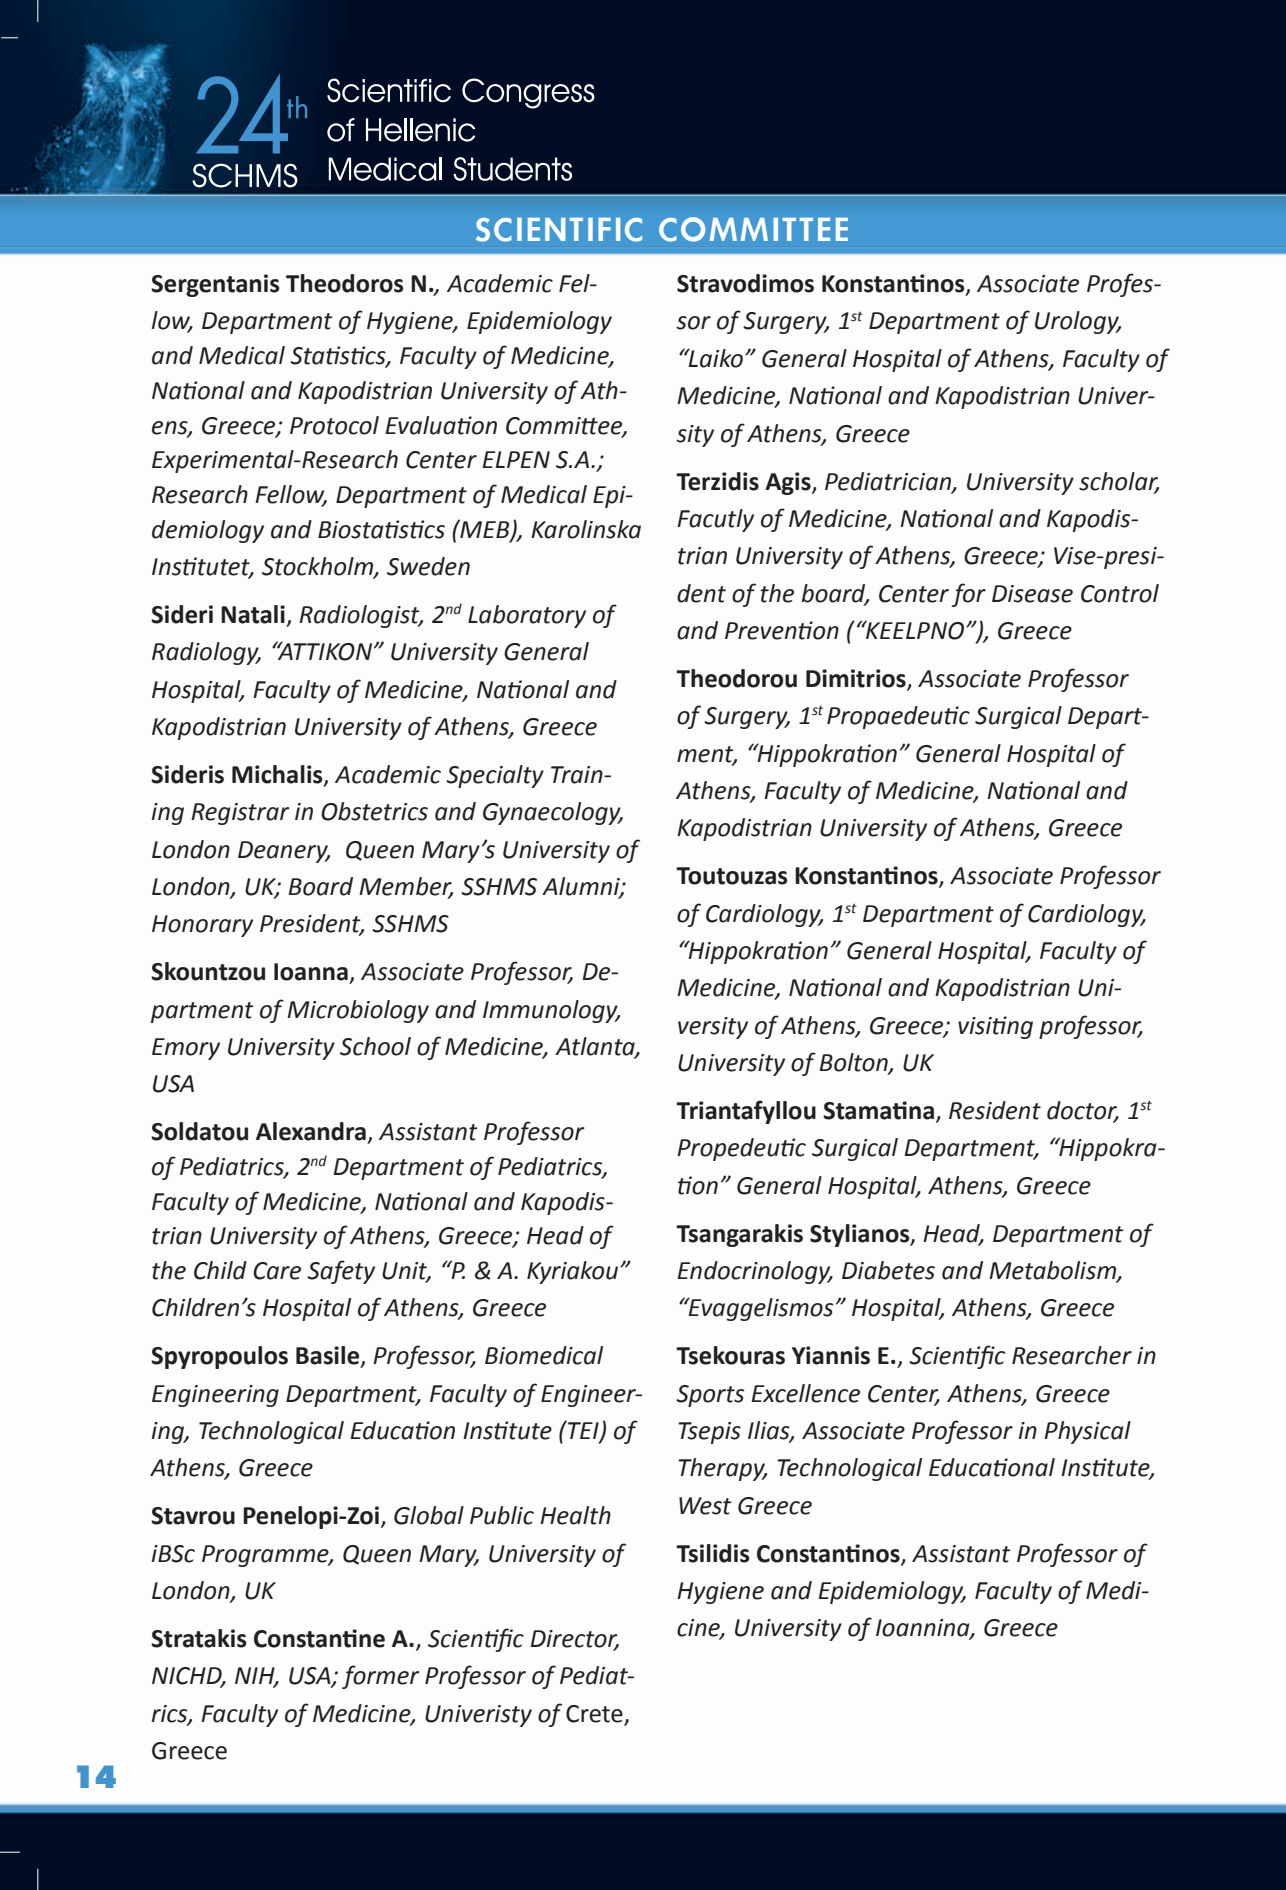 24th
SCHMS
Scientific Congress
of Hellenic
Medical Students
SCIENTIFIC COMMITTEE
Sergentanis Theodoros N., Academic Fel-
low, Department of Hygiene, Epidemiology
and Medical Statistics, Faculty of Medicine,
National and Kapodistrian University of Ath-
ens, Greece; Protocol Evaluation Committee,
Experimental-Research Center ELPEN S.A.;
Research Fellow, Department of Medical Epi-
demiology and Biostatistics (MEB), Karolinska
Institutet, Stockholm, Sweden
Sideri Natali, Radiologist, 2nd Laboratory of
Radiology, “ATTIKON” University General
Hospital, Faculty of Medicine, National and
Kapodistrian University of Athens, Greece
Sideris Michalis, Academic Specialty Train-
ing Registrar in Obstetrics and Gynaecology,
London Deanery, Queen Mary’s University of
London, UK; Board Member, SSHMS Alumni;
Honorary President, SSHMS
Skountzou Ioanna, Associate Professor, De-
partment of Microbiology and Immunology,
Emory University School of Medicine, Atlanta,
USA
Soldatou Alexandra, Assistant Professor
of Pediatrics, 2nd Department of Pediatrics,
Faculty of Medicine, National and Kapodis-
trian University of Athens, Greece; Head of
the Child Care Safety Unit, “P. & A. Kyriakou”
Children’s Hospital of Athens, Greece
Spyropoulos Basile, Professor, Biomedical
Engineering Department, Faculty of Engineer-
ing, Technological Education Institute (TEI) of
Athens, Greece
Stavrou Penelopi-Zoi, Global Public Health
iBSc Programme, Queen Mary, University of
London, UK
Stratakis Constantine A., Scientific Director,
NICHD, NIH, USA; former Professor of Pediat-
rics, Faculty of Medicine, Univeristy of Crete,
Greece
Stravodimos Konstantinos, Associate Profes-
sor of Surgery, 1st Department of Urology,
“Laiko” General Hospital of Athens, Faculty of
Medicine, National and Kapodistrian Univer-
sity of Athens, Greece
Terzidis Agis, Pediatrician, University scholar,
Facutly of Medicine, National and Kapodis-
trian University of Athens, Greece; Vise-presi-
dent of the board, Center for Disease Control
and Prevention (“KEELPNO”), Greece
Theodorou Dimitrios, Associate Professor
of Surgery, 1st Propaedeutic Surgical Depart-
ment, “Hippokration” General Hospital of
Athens, Faculty of Medicine, National and
Kapodistrian University of Athens, Greece
Toutouzas Konstantinos, Associate Professor
of Cardiology, 1st Department of Cardiology,
“Hippokration” General Hospital, Faculty of
Medicine, National and Kapodistrian Uni-
versity of Athens, Greece; visiting professor,
University of Bolton, UK
Triantafyllou Stamatina, Resident doctor, 1st
Propedeutic Surgical Department, “Hippokra-
tion” General Hospital, Athens, Greece
Tsangarakis Stylianos, Head, Department of
Endocrinology, Diabetes and Metabolism,
“Evaggelismos” Hospital, Athens, Greece
Tsekouras Yiannis E., Scientific Researcher in
Sports Excellence Center, Athens, Greece
Tsepis Ilias, Associate Professor in Physical
Therapy, Technological Educational Institute,
West Greece
Tsilidis Constantinos, Assistant Professor of
Hygiene and Epidemiology, Faculty of Medi-
cine, University of Ioannina, Greece
14